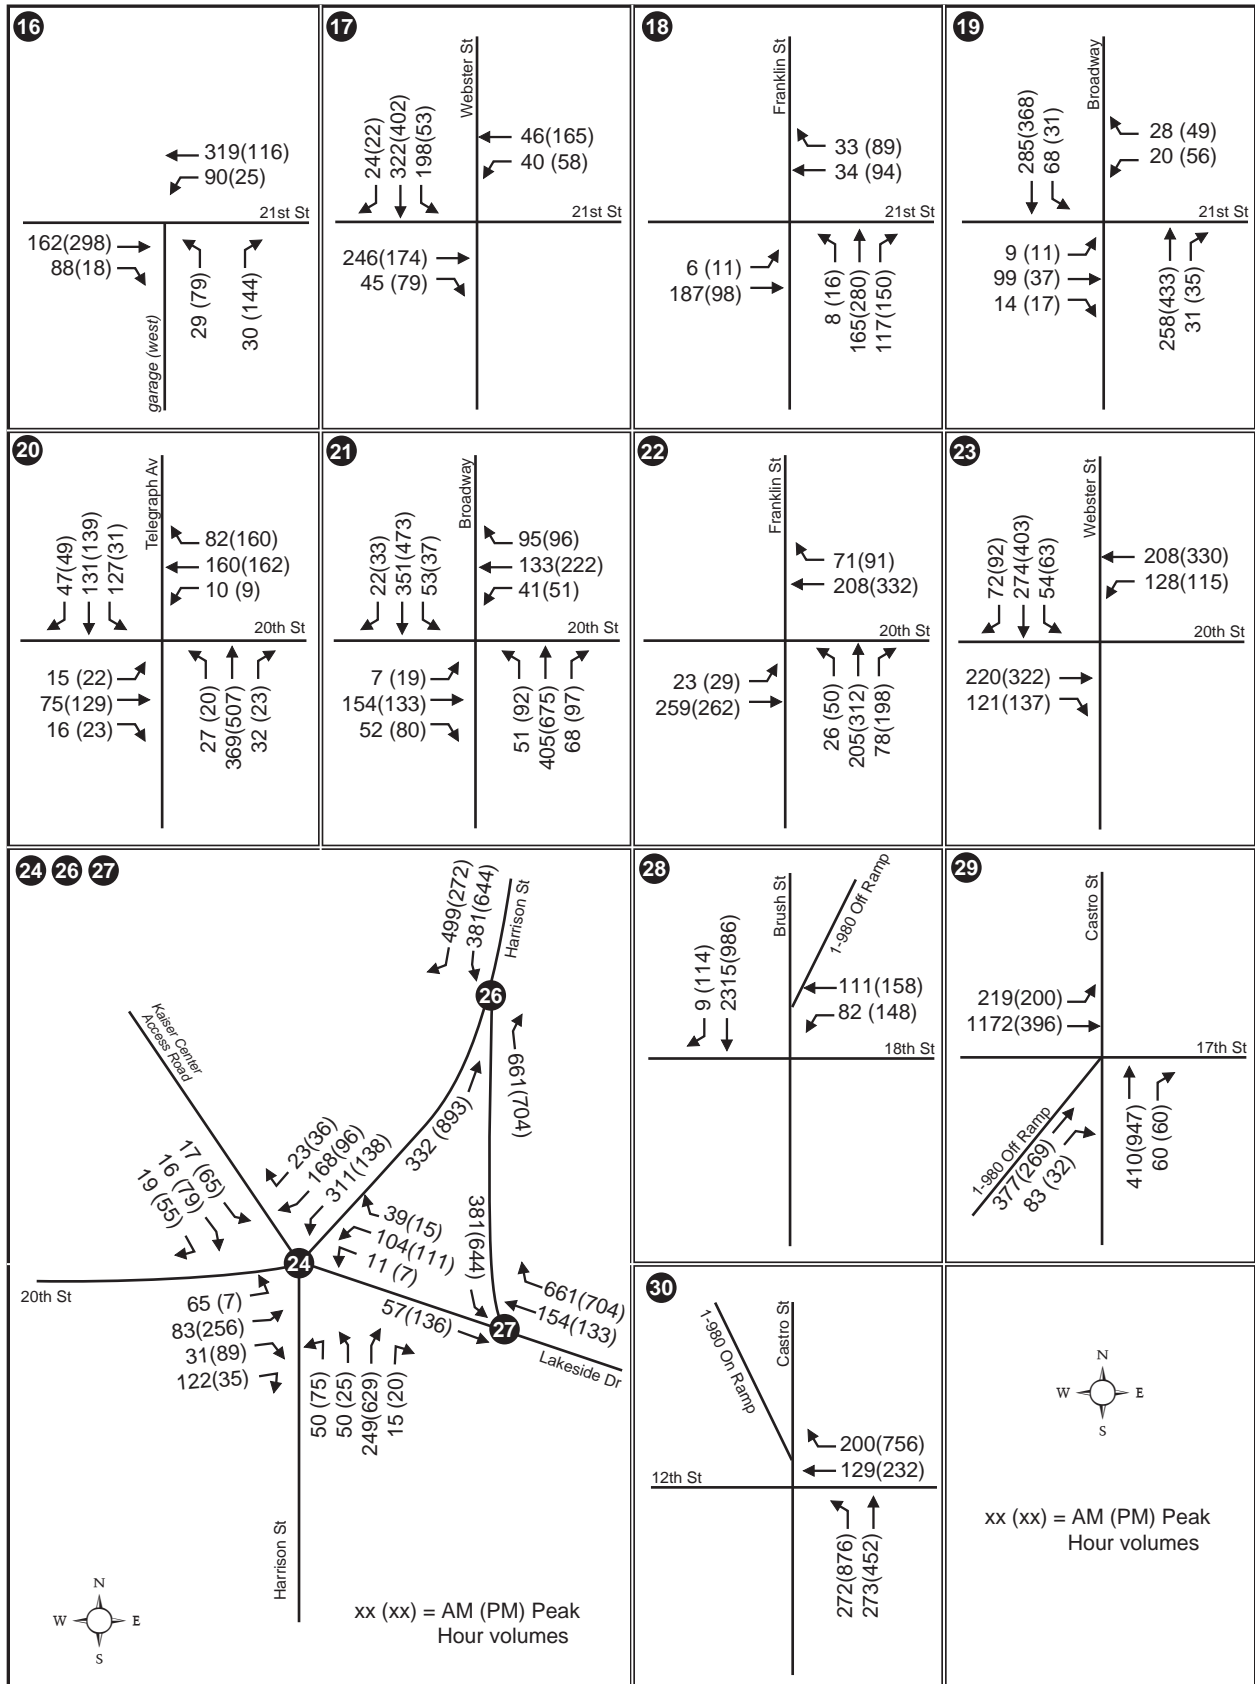 16
319(116)
90(25)
21st St
162(298)
88(18)
29 (79)
30 (144)
garage (west)
17
Webster St
24(22)
322(402)
198(53)
46(165)
40 (58)
21st St
246(174)
45 (79)
18
Franklin St
33 (89)
34 (94)
21st St
6 (11)
187(98)
8 (16)
165(280)
117(150)
19
Broadway
285(368)
68 (31)
28 (49)
20 (56)
21st St
9 (11)
99 (37)
14 (17)
258(433)
31 (35)
20
Telegraph Av
47(49)
131(139)
127(31)
82(160)
160(162)
10 (9)
20th St
15 (22)
75(129)
16 (23)
27 (20)
369(507)
32 (23)
21
Broadway
22(33)
351(473)
53(37)
95(96)
133(222)
41(51)
20th St
7 (19)
154(133)
52 (80)
51 (92)
405(675)
68 (97)
22
Franklin St
71(91)
208(332)
20th St
23 (29)
259(262)
26 (50)
205(312)
78(198)
23
Webster St
72(92)
274(403)
54(63)
208(330)
128(115)
20th St
220(322)
121(137)
24 26 27
499(272)
381(644)
Harrison St
26
Kaiser Center
Access Road
661(704)
332 (893)
23(36)
168(96)
311(138)
17 (65)
16 (79)
19 (55)
39(15)
104(111)
11 (7)
381(644)
24
20th St
65 (7)
83(256)
31(89)
122(35)
57(136)
661(704)
154(133)
27
Lakeside Dr
50 (75)
50 (25)
249(629)
15 (20)
Harrison St
N
W E
S
xx (xx) = AM (PM) Peak
Hour volumes
28
Brush St
1-980 Off Ramp
9 (114)
2315(986)
111(158)
82 (148)
18th St
29
Castro St
219(200)
1172(396)
17th St
1-980 Off Ramp
377(269)
83 (32)
410(947)
60 (60)
30
1-980 On Ramp
Castro St
200(756)
129(232)
12th St
272(876)
273(452)
N
W E
S
xx (xx) = AM (PM) Peak
Hour volumes